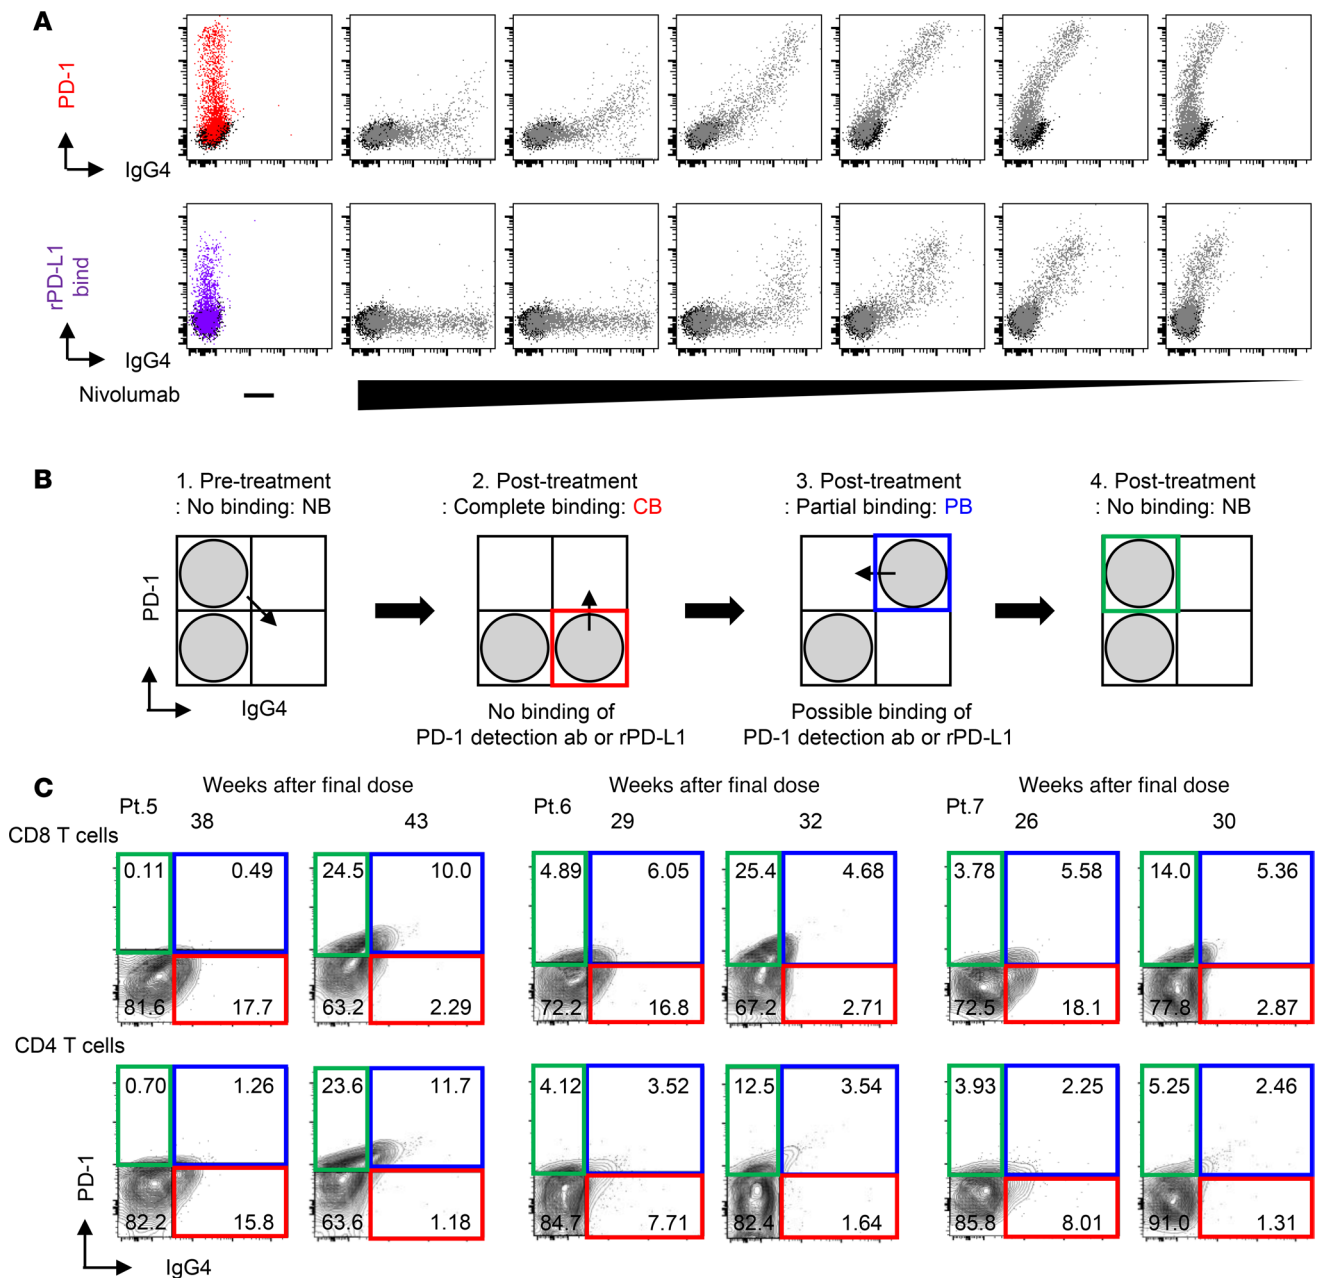 A
PD-1
IgG4
rPD-L1
bind
IgG4
Nivolumab
B
1. Pre-treatment
: No binding: NB
2. Post-treatment
: Complete binding: CB
3. Post-treatment
: Partial binding: PB
4. Post-treatment
: No binding: NB
PD-1
IgG4
No binding of
PD-1 detection ab or rPD-L1
Possible binding of
PD-1 detection ab or rPD-L1
C
Weeks after final dose
Weeks after final dose
Weeks after final dose
Pt.5
38
43
Pt.6
29
32
Pt.7
26
30
CD8 T cells
0.11 0.49
24.5 10.0
4.89 6.05
25.4 4.68
3.78 5.58
14.0 5.36
81.6 17.7
63.2 2.29
72.2 16.8
67.2 2.71
72.5 18.1
77.8 2.87
CD4 T cells
0.70 1.26
23.6 11.7
4.12 3.52
12.5 3.54
3.93 2.25
5.25 2.46
82.2 15.8
63.6 1.18
84.7 7.71
82.4 1.64
85.8 8.01
91.0 1.31
PD-1
IgG4